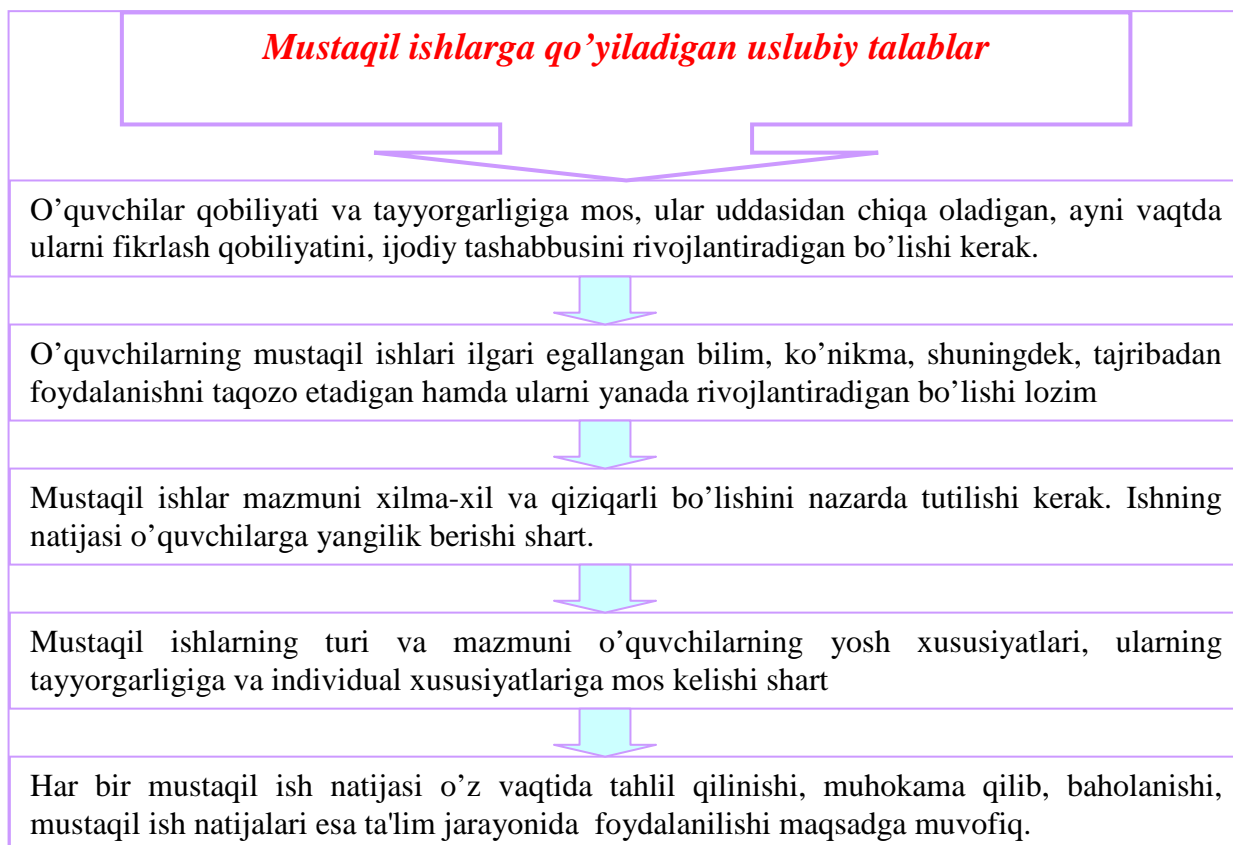 Mustaqil ishlarga qo’yiladigan uslubiy talablar
O’quvchilar qobiliyati va tayyorgarligiga mos, ular uddasidan chiqa oladigan, ayni vaqtda
ularni fikrlash qobiliyatini, ijodiy tashabbusini rivojlantiradigan bo’lishi kerak.
O’quvchilarning mustaqil ishlari ilgari egallangan bilim, ko’nikma, shuningdek, tajribadan
foydalanishni taqozo etadigan hamda ularni yanada rivojlantiradigan bo’lishi lozim
Mustaqil ishlar mazmuni xilma-xil va qiziqarli bo’lishini nazarda tutilishi kerak. Ishning
natijasi o’quvchilarga yangilik berishi shart.
Mustaqil ishlarning turi va mazmuni o’quvchilarning yosh xususiyatlari, ularning
tayyorgarligiga va individual xususiyatlariga mos kelishi shart
Har bir mustaqil ish natijasi o’z vaqtida tahlil qilinishi, muhokama qilib, baholanishi,
mustaqil ish natijalari esa ta'lim jarayonida foydalanilishi maqsadga muvofiq.